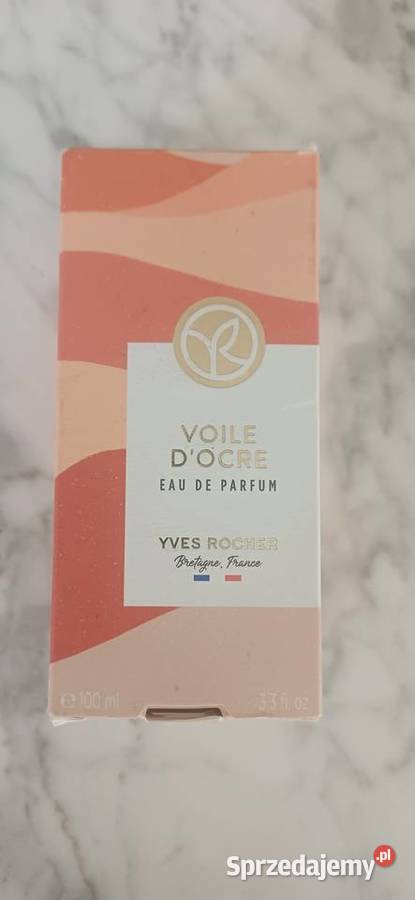 VOILE
D'OCRE
EAU DE PARFUM
YVES ROCHER
Bretagne, France
e 100 ml 3.3 fl. oz.
Sprzedajemy.pl